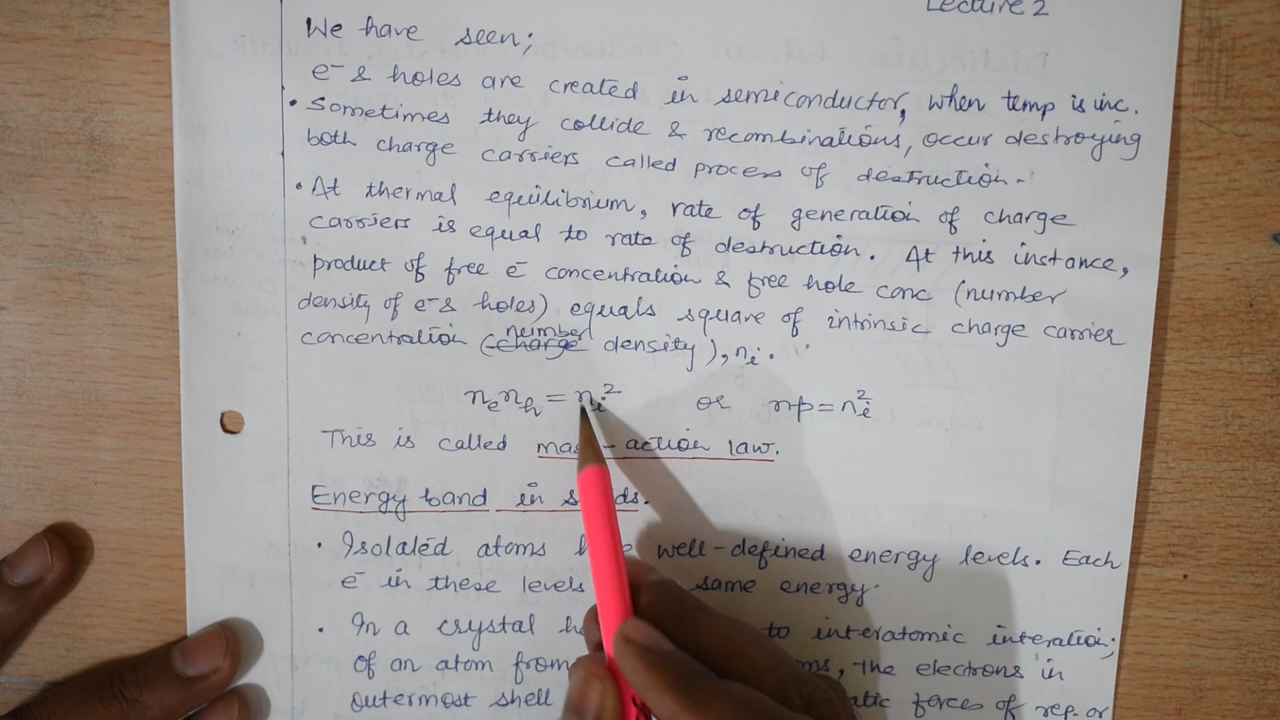 Lecture 2
We have seen;
e⁻ & holes are created in semiconductor, when temp is inc.
• Sometimes they collide & recombinations, occur destroying
both charge carriers called process of destruction.
• At thermal equilibrium, rate of generation of charge
carriers is equal to rate of destruction. At this instance,
product of free e⁻ concentration & free hole conc (number
density of e⁻ & holes) equals square of intrinsic charge carrier
concentration (number density), nᵢ.
nₑnₕ = nᵢ² or np = nᵢ²
This is called mass-action law.
Energy band in solids.
• Isolated atoms well-defined energy levels. Each
e⁻ in these levels same energy.
• In a crystal to interatomic interation;
of an atom from the electrons in
outermost shell forces of rep. or